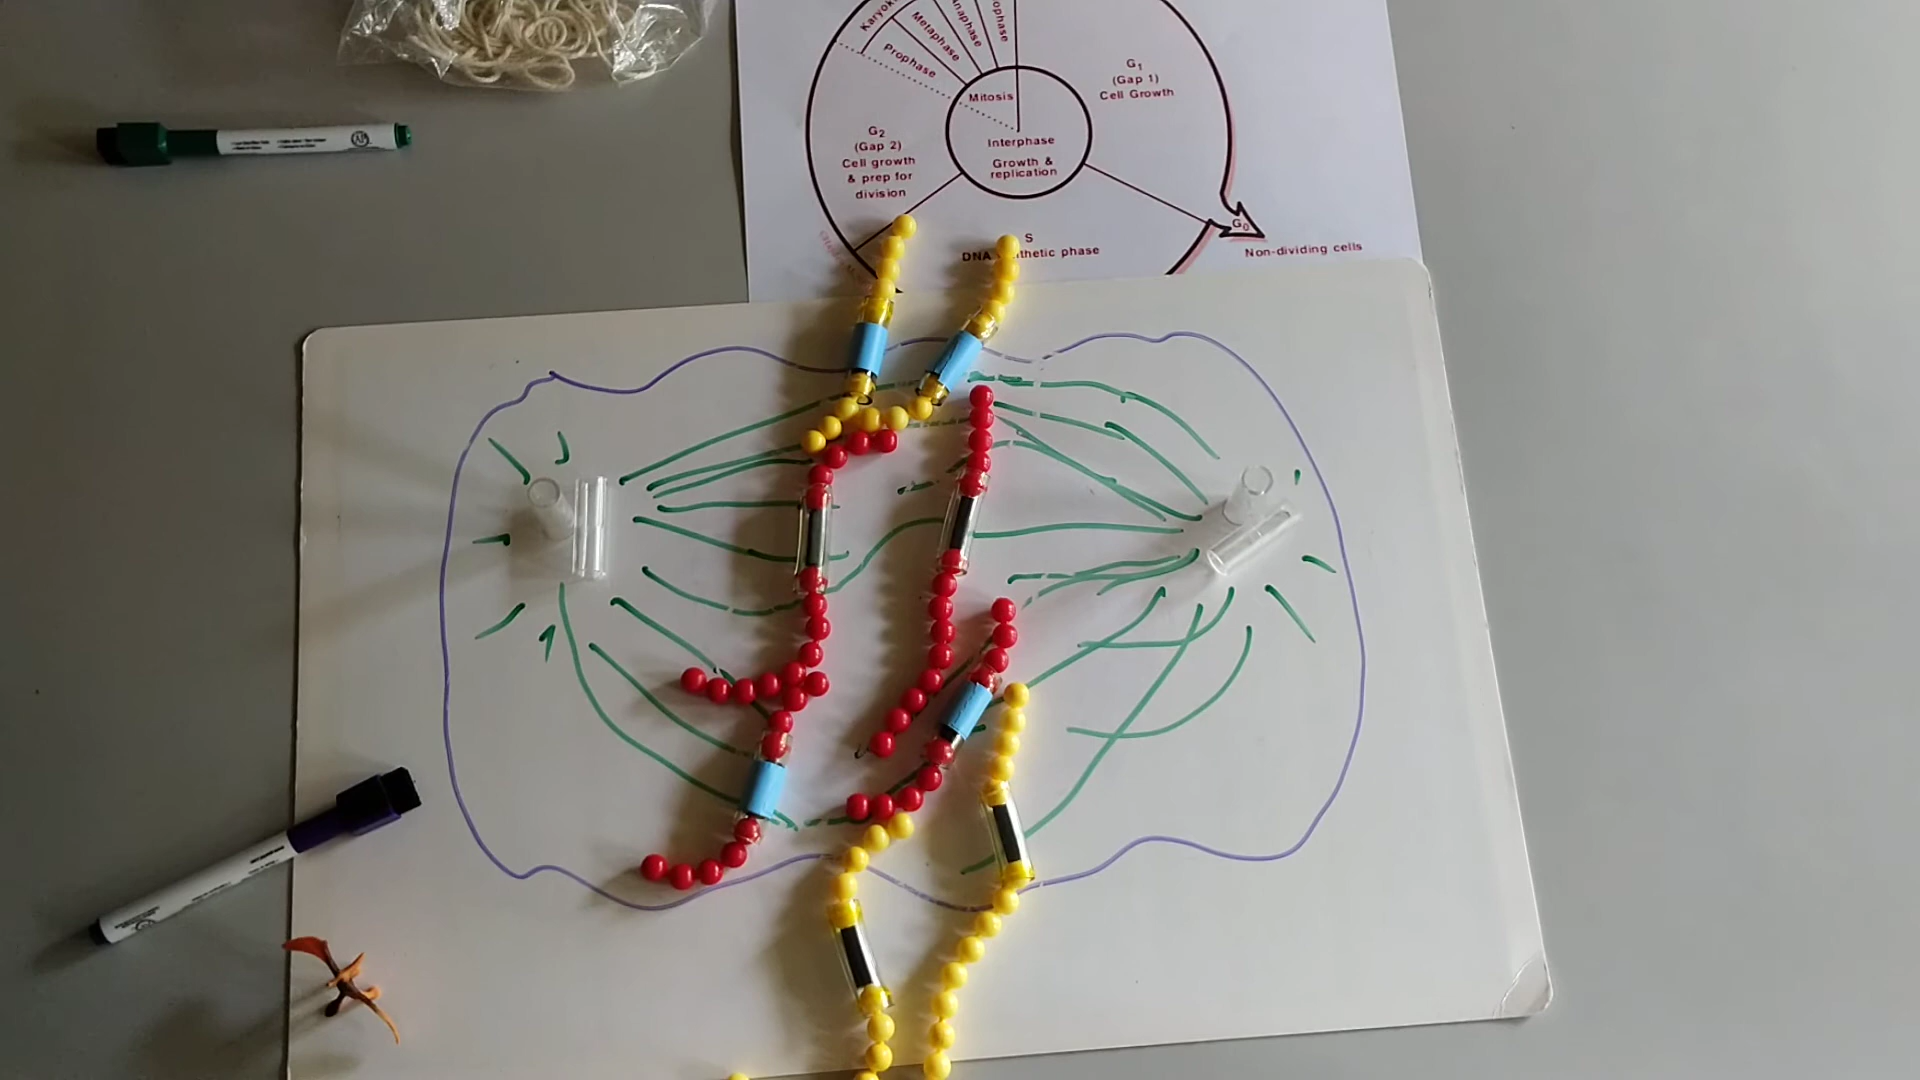 Karyok
Prophase
Metaphase
Anaphase
ophase
Mitosis
G1
(Gap 1)
Cell Growth
G2
(Gap 2)
Cell growth
& prep for
division
Interphase
Growth &
replication
S
DNA thetic phase
G0
Non-dividing cells